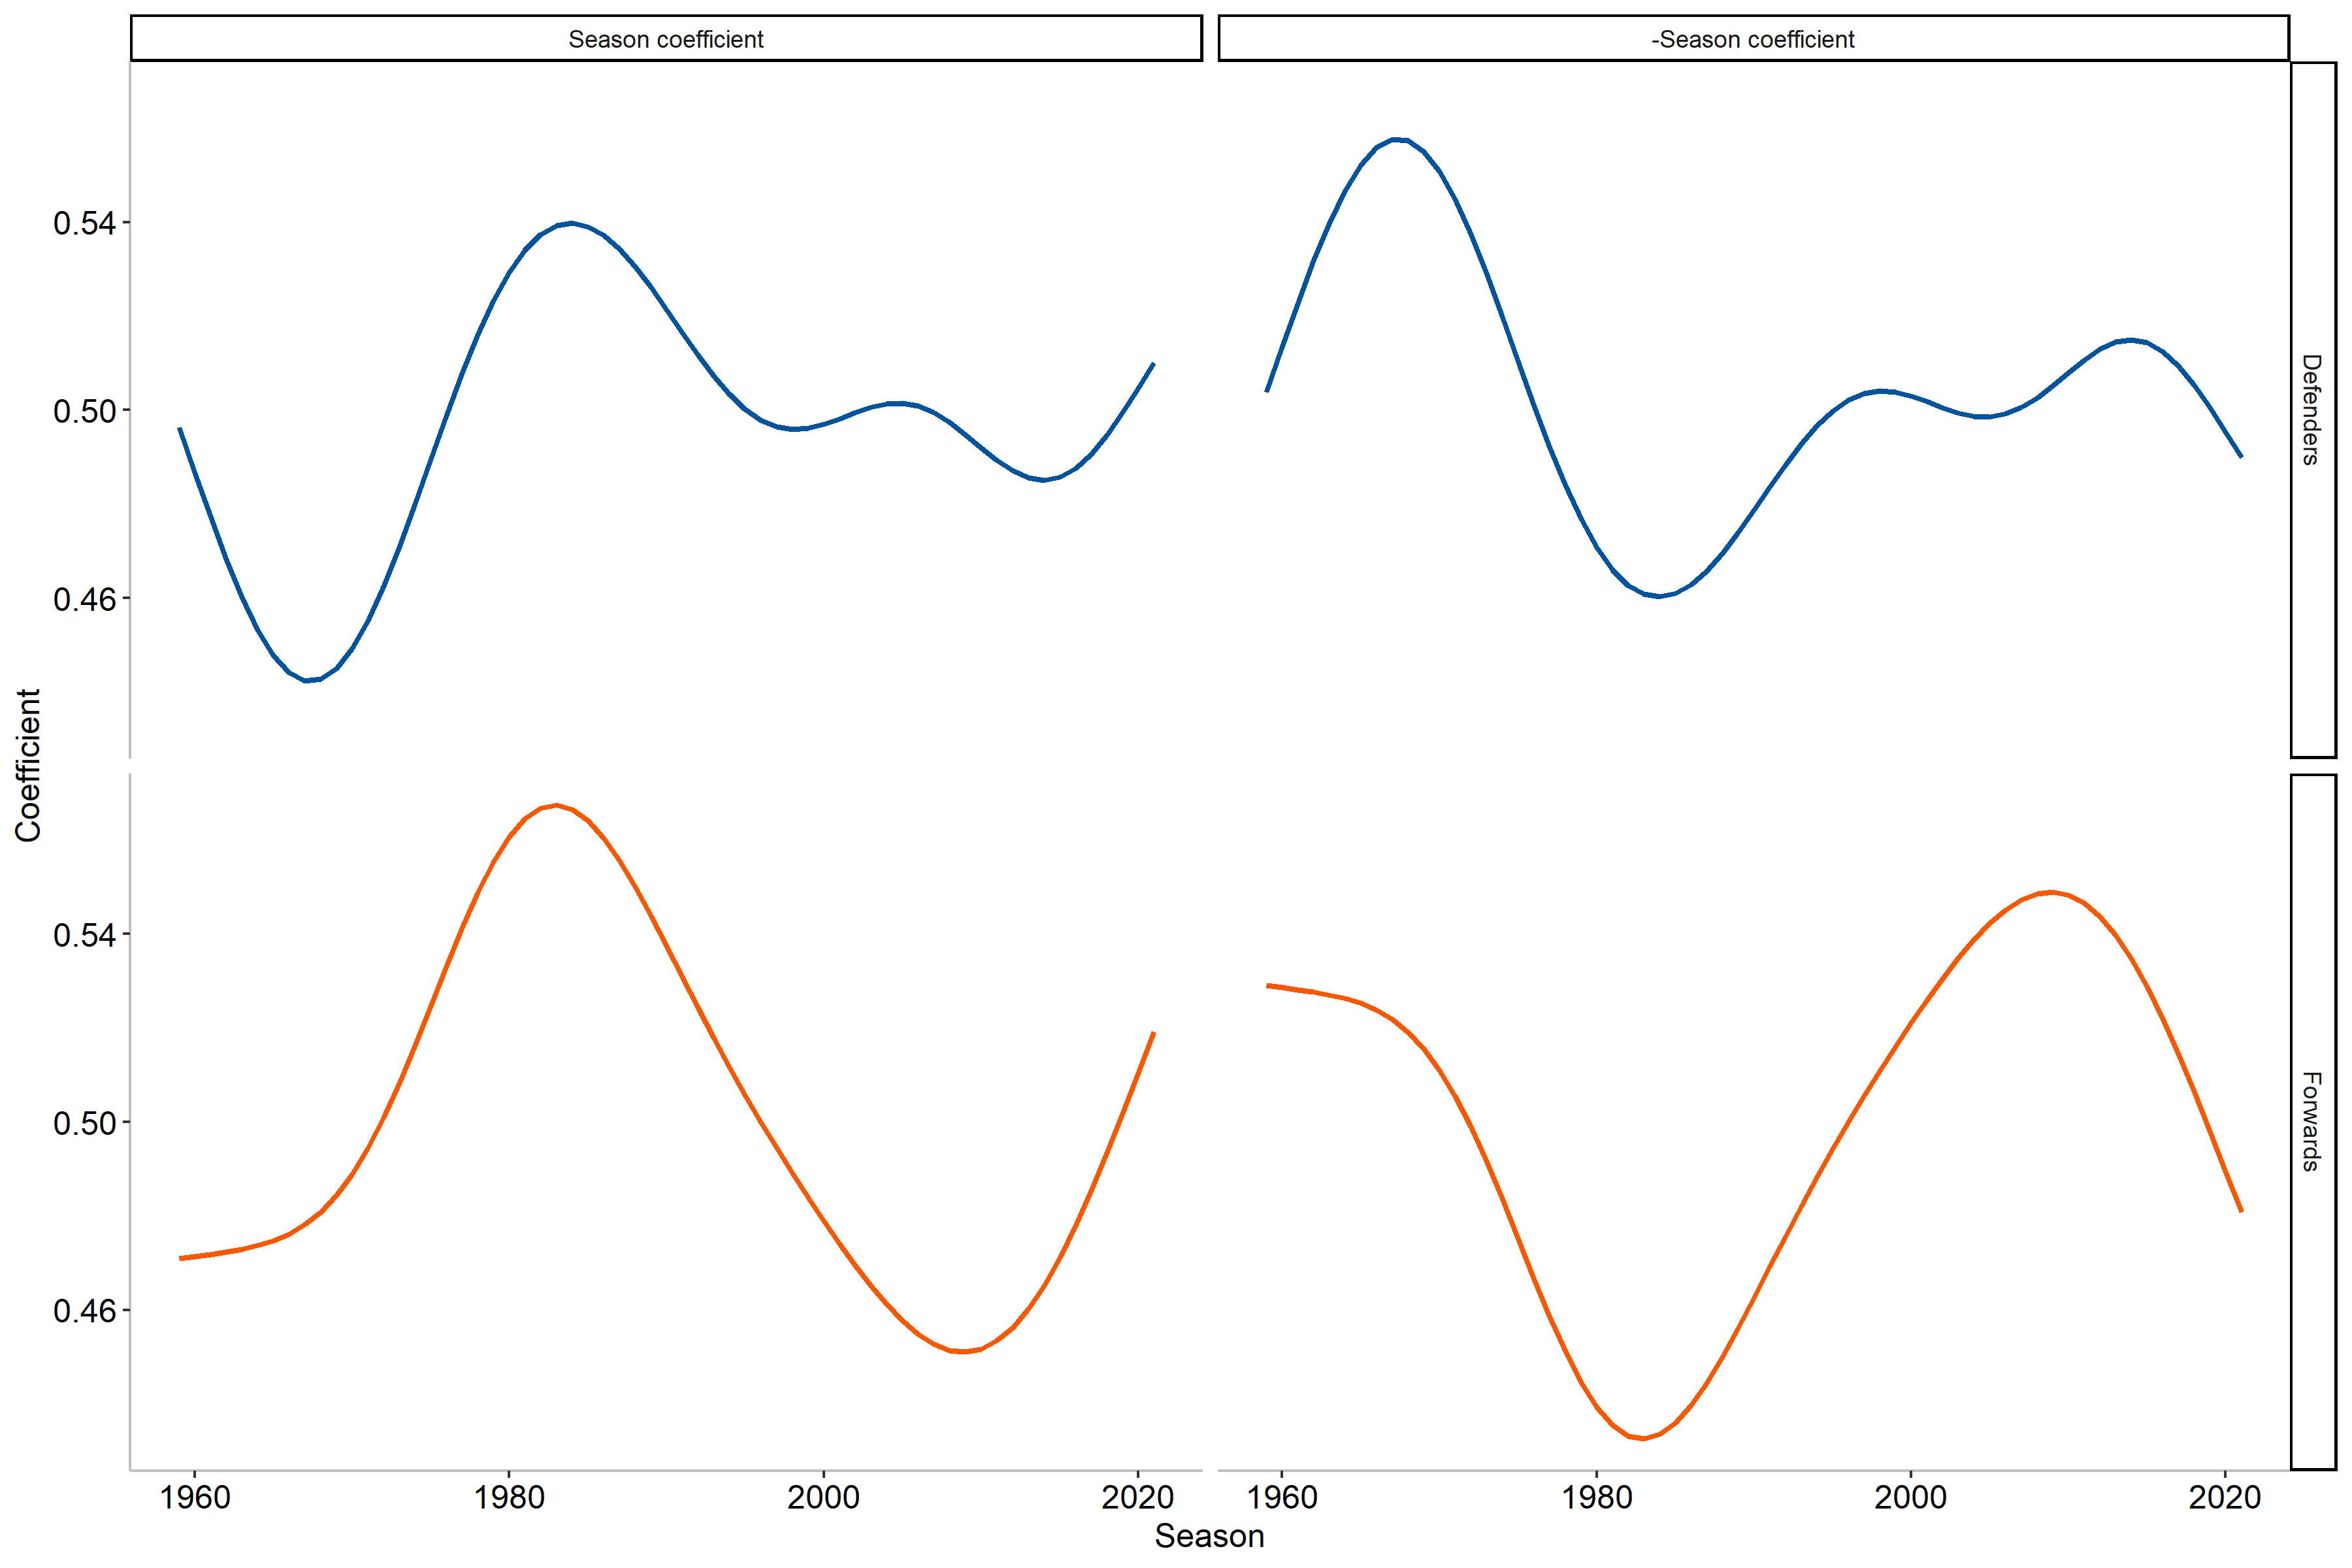 Season coefficient
-Season coefficient
Coefficient
0.54
0.50
0.46
Defenders
0.54
0.50
0.46
Forwards
1960 1980 2000 2020
1960 1980 2000 2020
Season